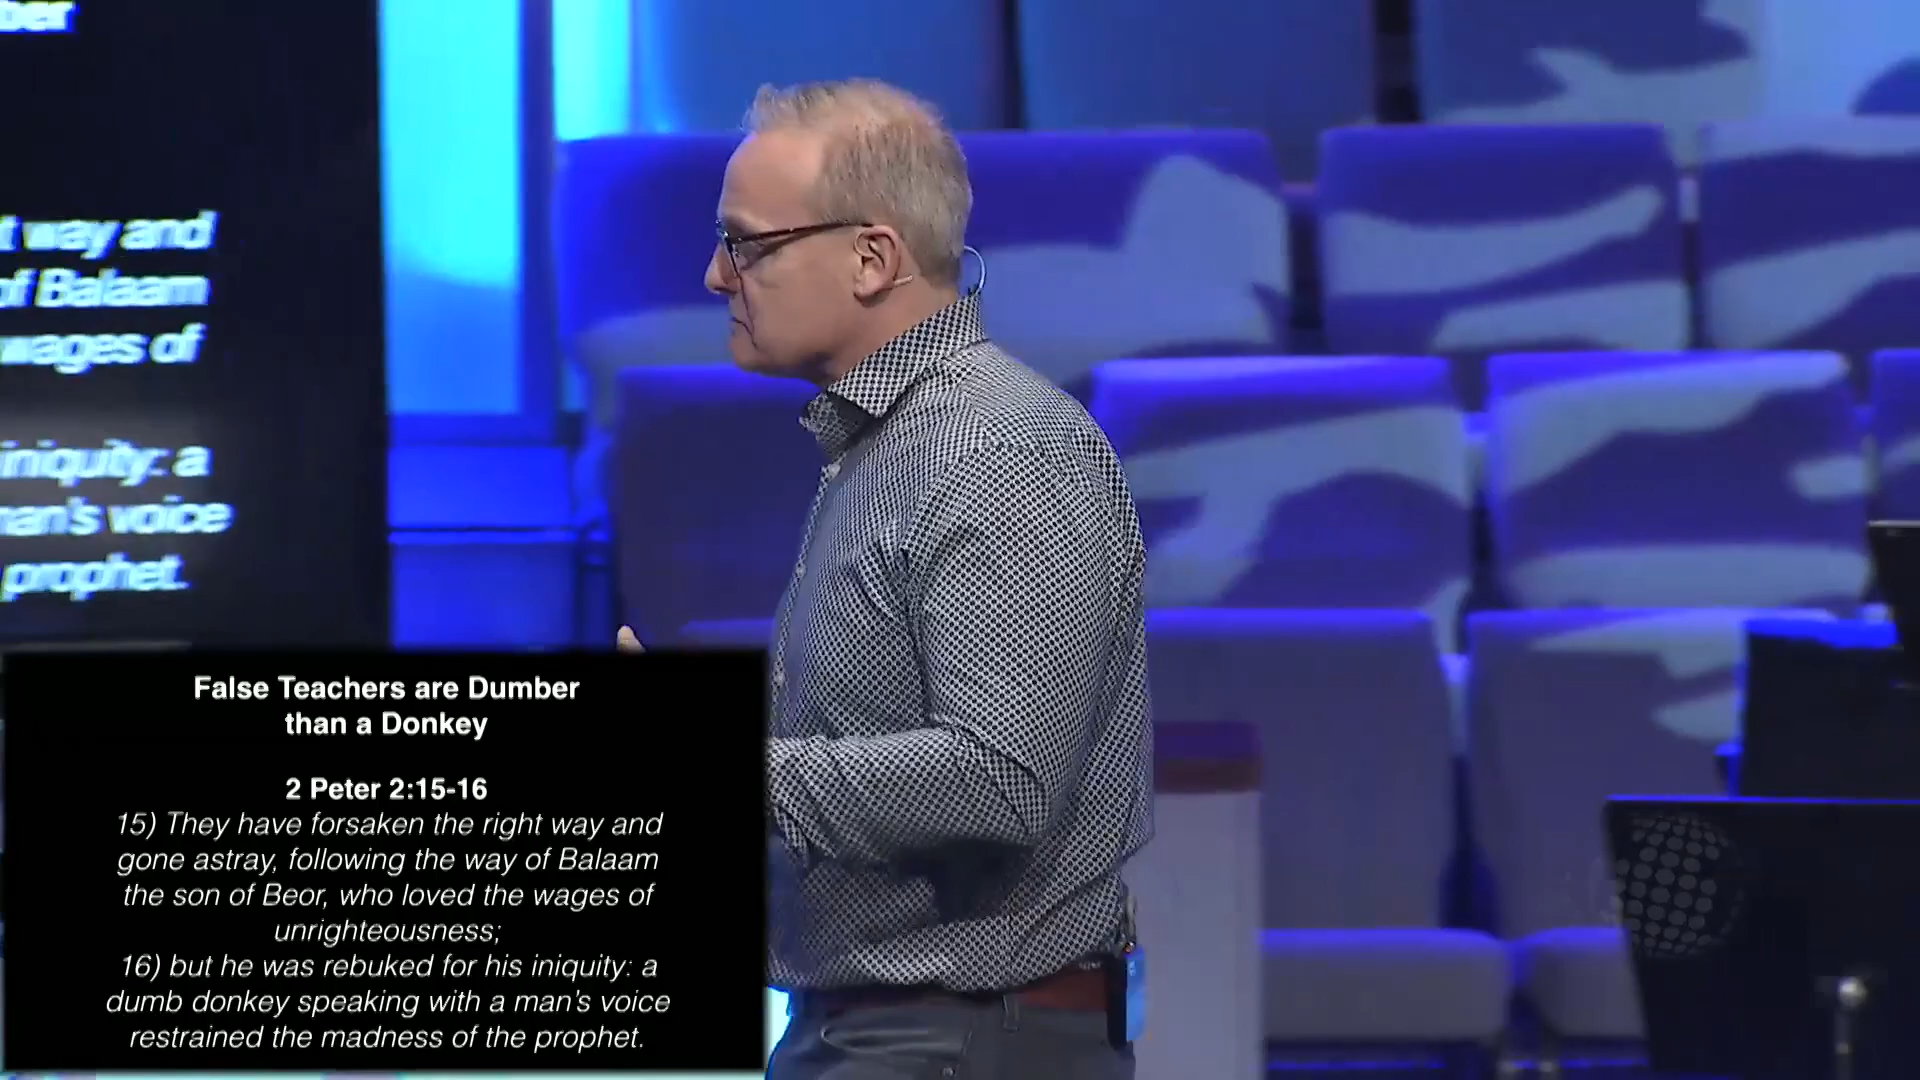 ber
way and
of Balaam
wages of
iniquity: a
man's voice
prophet.
False Teachers are Dumber
than a Donkey
2 Peter 2:15-16
15) They have forsaken the right way and
gone astray, following the way of Balaam
the son of Beor, who loved the wages of
unrighteousness;
16) but he was rebuked for his iniquity: a
dumb donkey speaking with a man's voice
restrained the madness of the prophet.